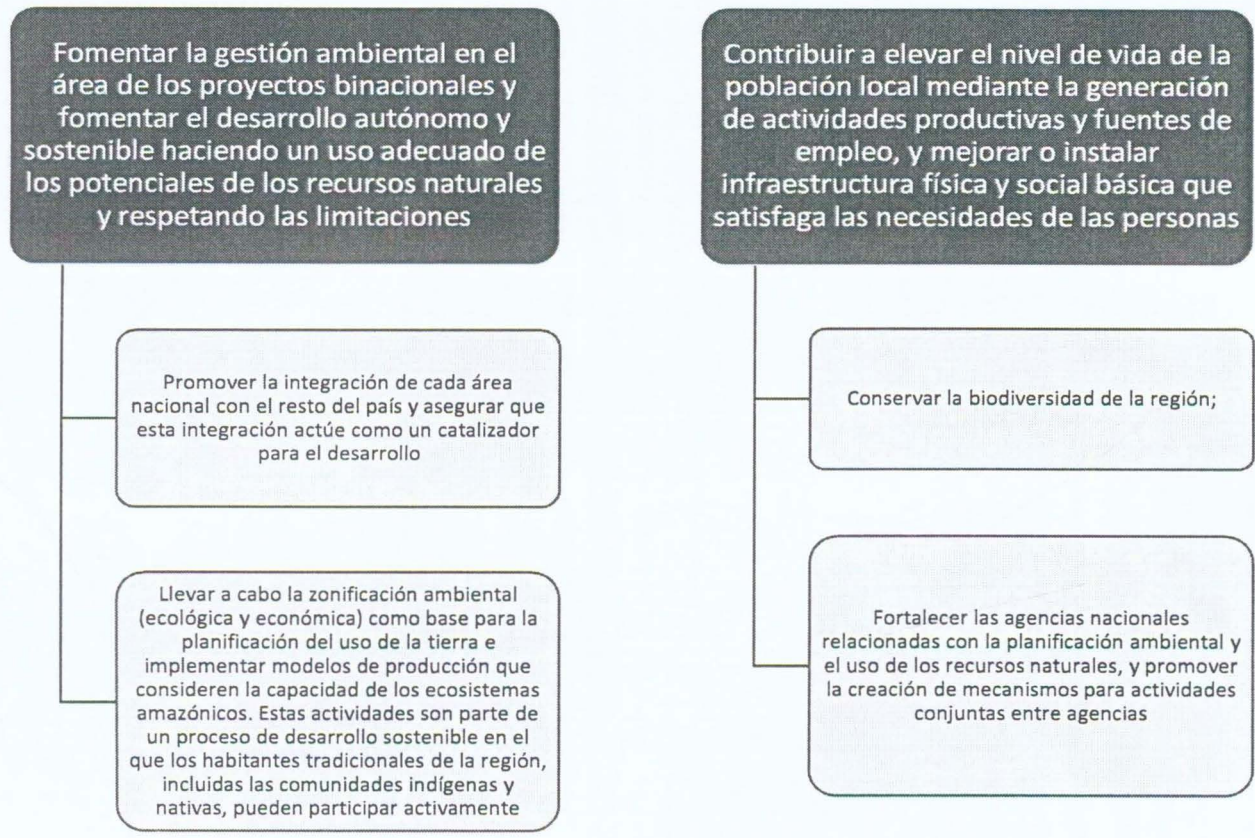 Fomentar la gestión ambiental en el
área de los proyectos binacionales y
fomentar el desarrollo autónomo y
sostenible haciendo un uso adecuado de
los potenciales de los recursos naturales
y respetando las limitaciones
Promover la integración de cada área
nacional con el resto del país y asegurar que
esta integración actúe como un catalizador
para el desarrollo
Llevar a cabo la zonificación ambiental
(ecológica y económica) como base para la
planificación del uso de la tierra e
implementar modelos de producción que
consideren la capacidad de los ecosistemas
amazónicos. Estas actividades son parte de
un proceso de desarrollo sostenible en el
que los habitantes tradicionales de la región,
incluidas las comunidades indígenas y
nativas, pueden participar activamente
Contribuir a elevar el nivel de vida de la
población local mediante la generación
de actividades productivas y fuentes de
empleo, y mejorar o instalar
infraestructura física y social básica que
satisfaga las necesidades de las personas
Conservar la biodiversidad de la región;
Fortalecer las agencias nacionales
relacionadas con la planificación ambiental y
el uso de los recursos naturales, y promover
la creación de mecanismos para actividades
conjuntas entre agencias